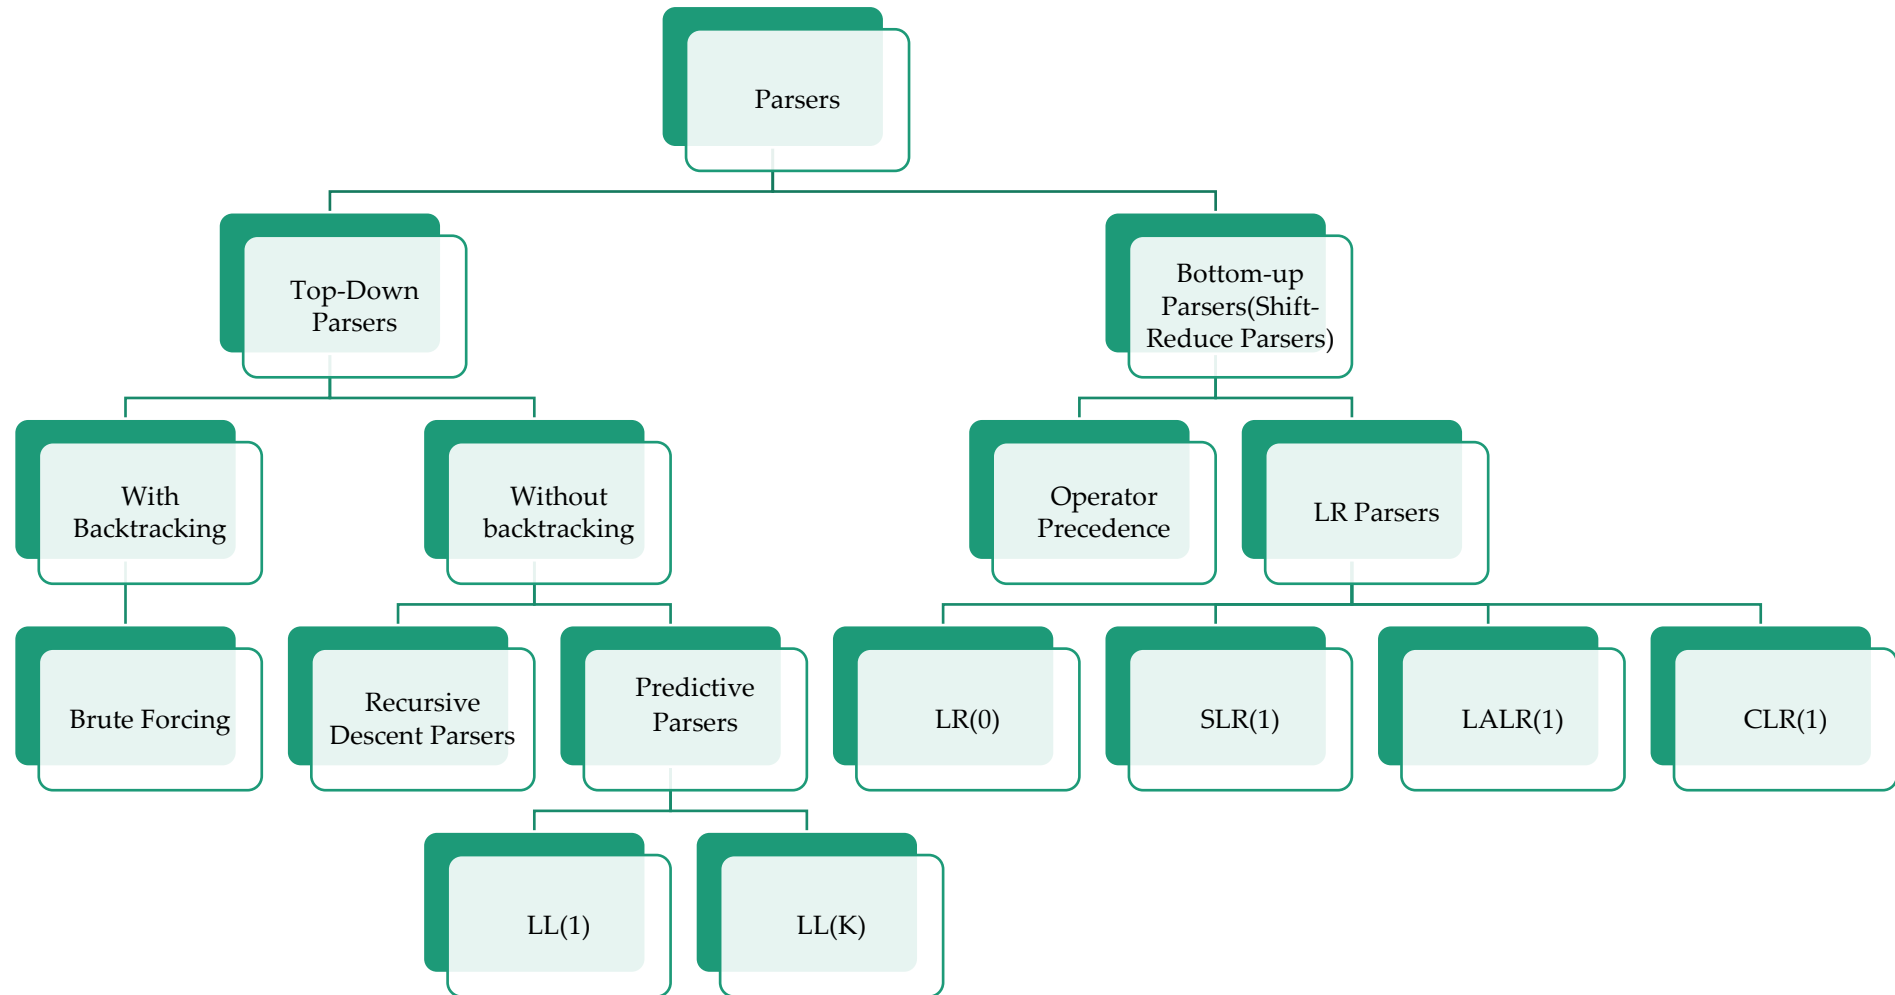 Parsers
Top-Down
Parsers
Bottom-up
Parsers(Shift-
Reduce Parsers)
With
Backtracking
Without
backtracking
Operator
Precedence
LR Parsers
Brute Forcing
Recursive
Descent Parsers
Predictive
Parsers
LR(0)
SLR(1)
LALR(1)
CLR(1)
LL(1)
LL(K)